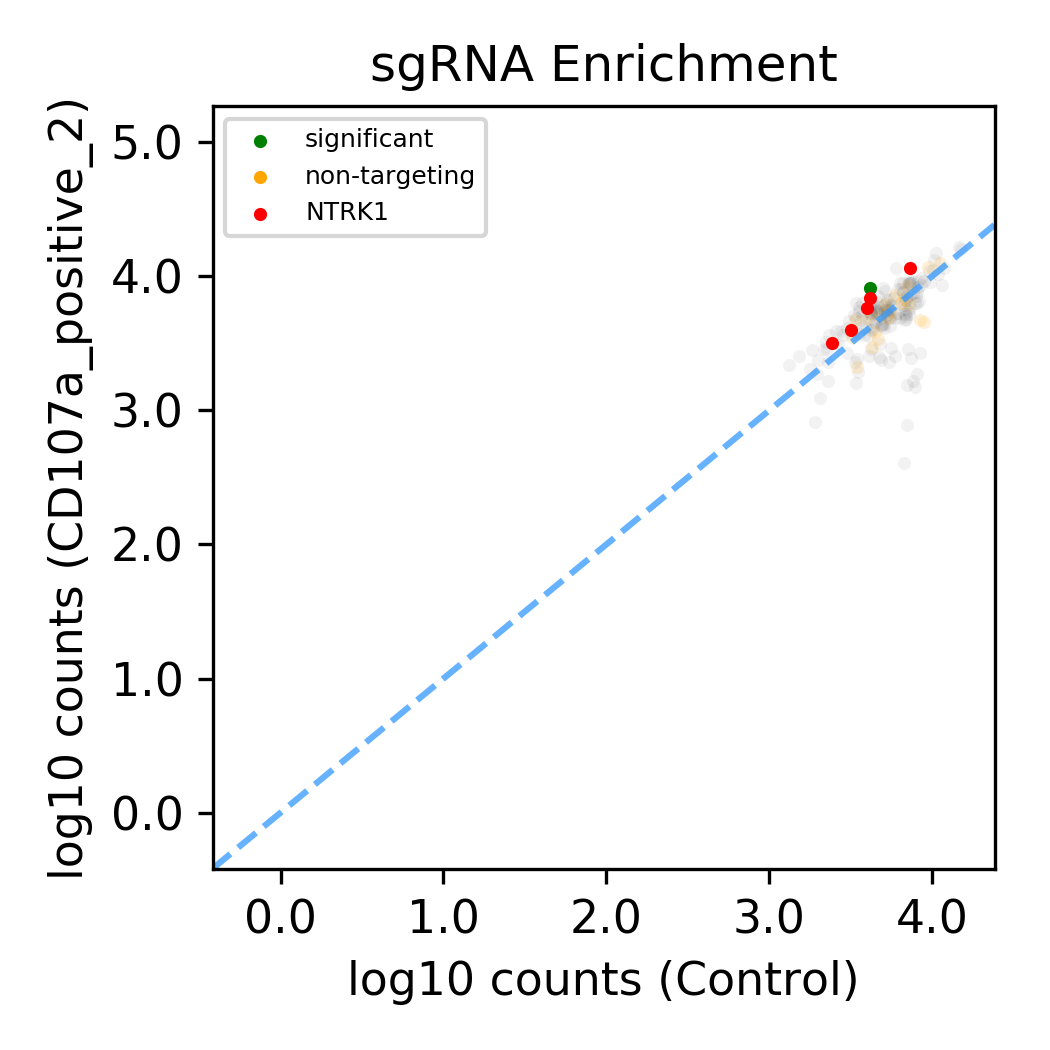 sgRNA Enrichment
significant
non-targeting
NTRK1
log10 counts (CD107a_positive_2)
5.0
4.0
3.0
2.0
1.0
0.0
0.0 1.0 2.0 3.0 4.0
log10 counts (Control)